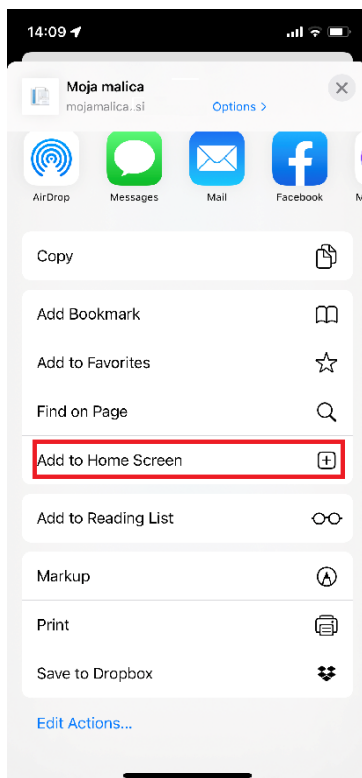 14:09
Moja malica
mojamalica..si Options >
AirDrop Messages Mail Facebook M
Copy
Add Bookmark
Add to Favorites
Find on Page
Add to Home Screen
Add to Reading List
Markup
Print
Save to Dropbox
Edit Actions...